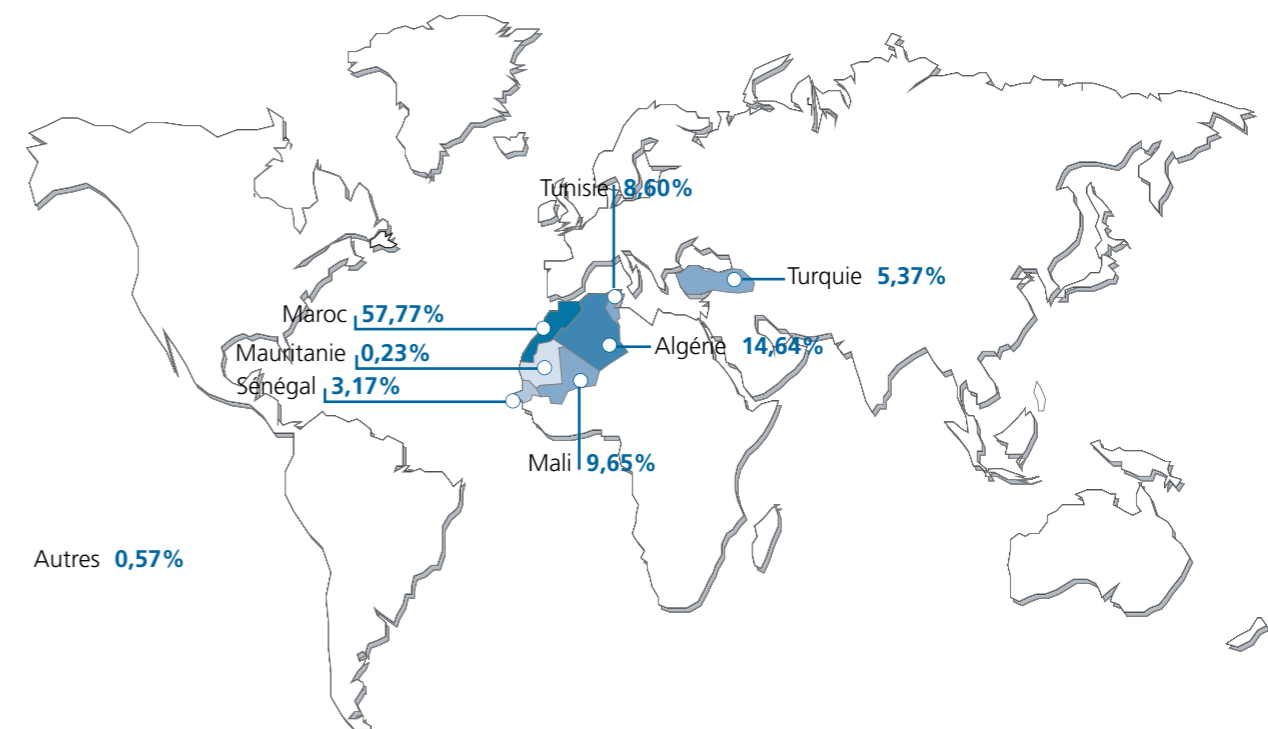 Tunisie 8,60%
Turquie 5,37%
Maroc 57,77%
Algérie 14,64%
Mauritanie 0,23%
Sénégal 3,17%
Mali 9,65%
Autres 0,57%